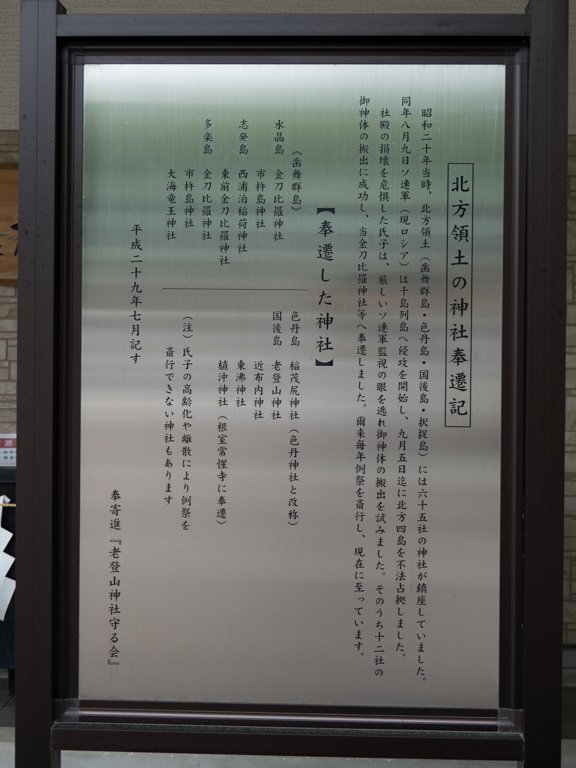 北方領土の神社奉遷記
昭和二十年当時、北方領土（歯舞群島・色丹島・国後島・択捉島）には六十五社の神社が鎮座していました。
同年八月九日ソ連軍（現ロシア）は千島列島へ侵攻を開始し、九月五日迄に北方四島を不法占拠しました。
社殿の損壊を危惧した氏子は、厳しいソ連軍監視の眼を逃れ御神体の搬出を試みました。そのうち十二社の
御神体の搬出に成功し、当金刀比羅神社等へ奉遷しました。爾来毎年例祭を斎行し、現在に至っています。
【奉遷した神社】
《歯舞群島》
水晶島　金刀比羅神社
市杵島神社
志発島　西浦泊稲荷神社
東前金刀比羅神社
多楽島　金刀比羅神社
市杵島神社
大海竜王神社
色丹島　稲茂尻神社（色丹神社と改称）
国後島　老登山神社
近布内神社
東沸神社
植沖神社（根室常惺寺に奉遷）
（注）氏子の高齢化や離散により例祭を
斎行できない神社もあります
平成二十九年七月記す
奉寄進『老登山神社守る会』